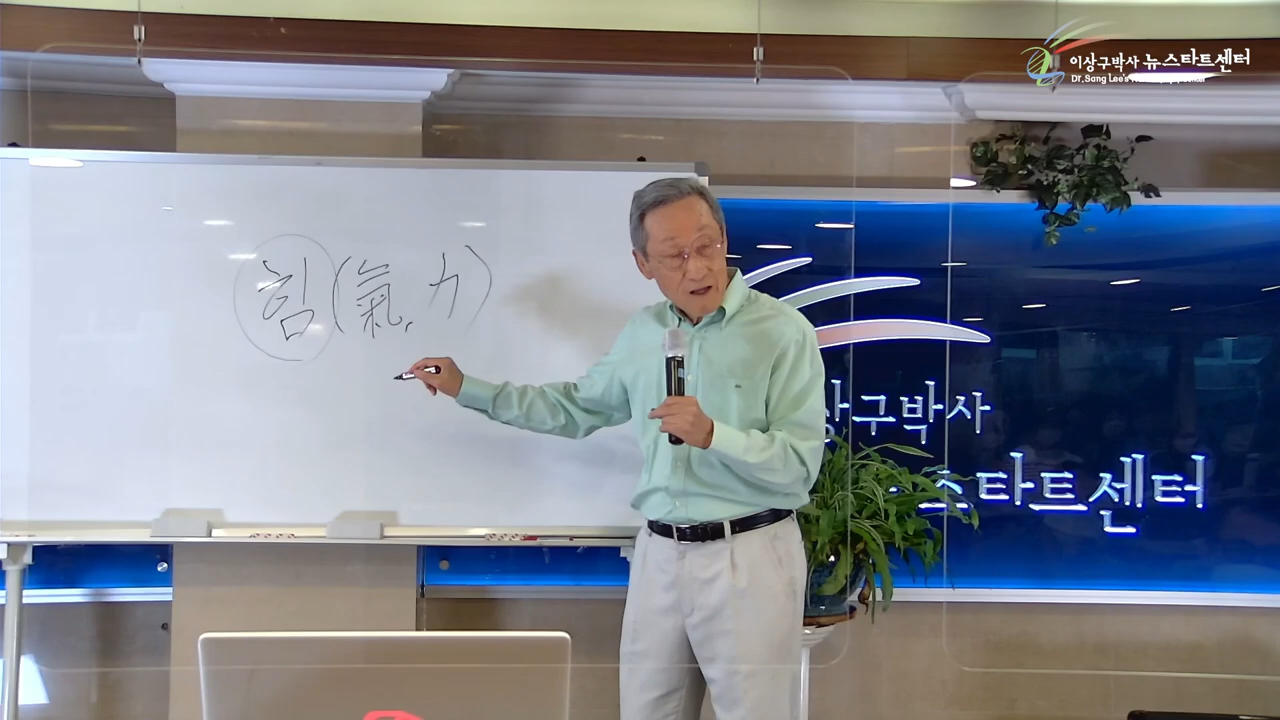 이상구박사 뉴스타트센터
Dr.Sang Lee's
힘(氣, 力)
상구박사
스타트센터